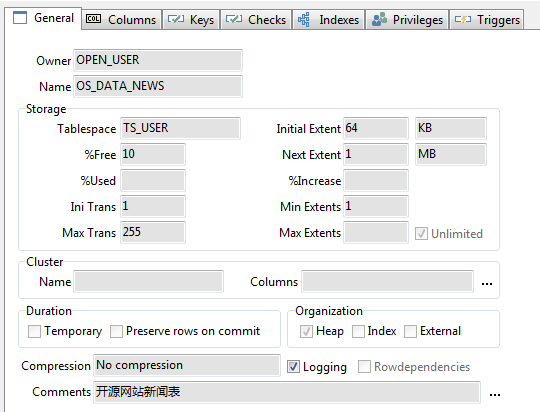 General COL Columns Keys Checks Indexes Privileges Triggers
Owner OPEN_USER
Name OS_DATA_NEWS
Storage
Tablespace TS_USER Initial Extent 64 KB
%Free 10 Next Extent 1 MB
%Used %Increase
Ini Trans 1 Min Extents 1
Max Trans 255 Max Extents Unlimited
Cluster
Name Columns ...
Duration Organization
Temporary Preserve rows on commit Heap Index External
Compression No compression Logging Rowdependencies
Comments 开源网站新闻表 ...